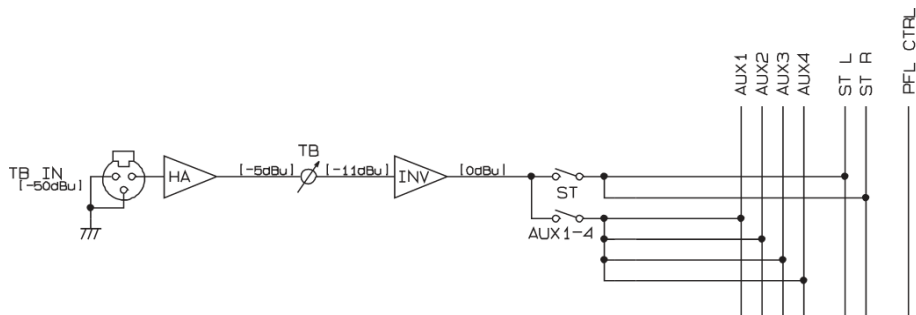 AUX1
AUX2
AUX3
AUX4
ST L
ST R
PFL CTRL
TB IN
[-50dBu]
HA
[-5dBu]
TB
[-11dBu]
INV
[0dBu]
ST
AUX1-4